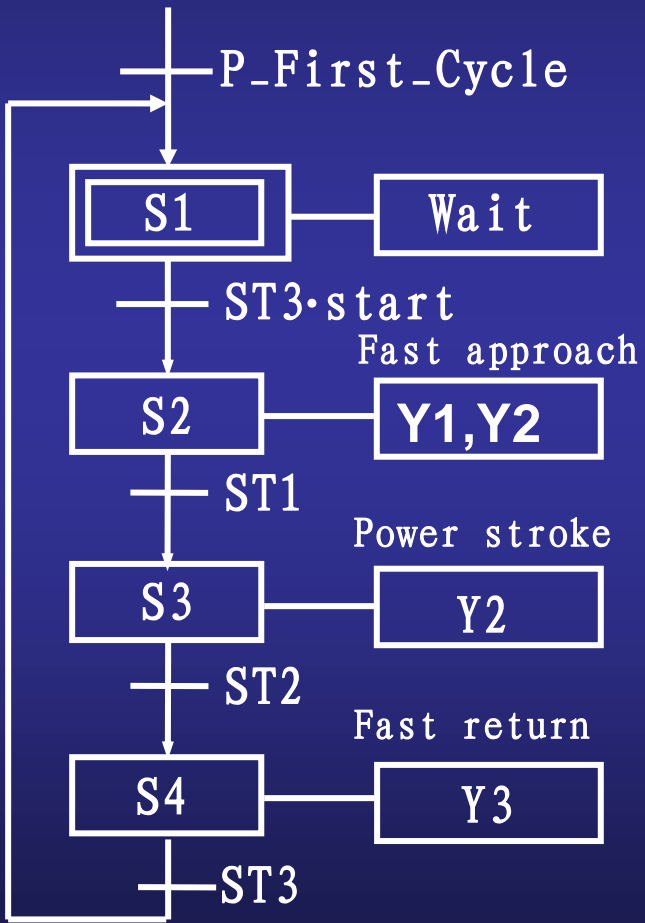 P_First_Cycle
S1
Wait
ST3·start
Fast approach
S2
Y1,Y2
ST1
Power stroke
S3
Y2
ST2
Fast return
S4
Y3
ST3